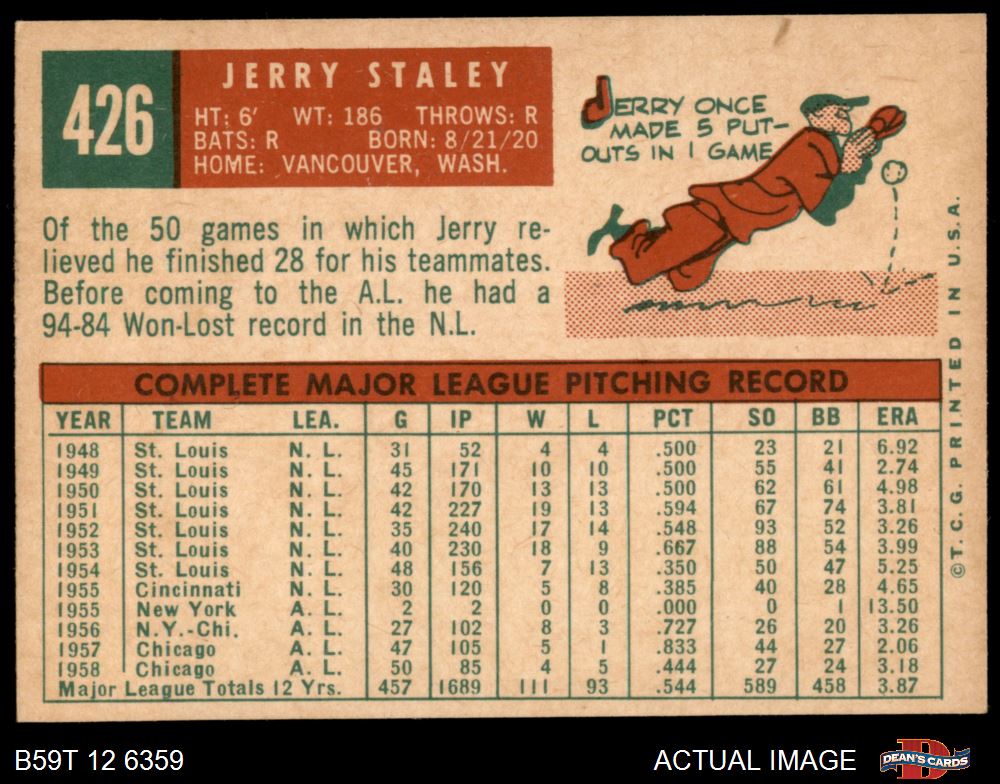 426
JERRY STALEY
HT: 6' WT: 186 THROWS: R
BATS: R BORN: 8/21/20
HOME: VANCOUVER, WASH.
JERRY ONCE
MADE 5 PUT-
OUTS IN 1 GAME
Of the 50 games in which Jerry re-
lieved he finished 28 for his teammates.
Before coming to the A.L. he had a
94-84 Won-Lost record in the N.L.
COMPLETE MAJOR LEAGUE PITCHING RECORD
YEAR TEAM LEA. G IP W L PCT SO BB ERA
1948 St. Louis N. L. 31 52 4 4 .500 23 21 6.92
1949 St. Louis N. L. 45 171 10 10 .500 55 41 2.74
1950 St. Louis N. L. 42 170 13 13 .500 62 61 4.98
1951 St. Louis N. L. 42 227 19 13 .594 67 74 3.81
1952 St. Louis N. L. 35 240 17 14 .548 93 52 3.26
1953 St. Louis N. L. 40 230 18 9 .667 88 54 3.99
1954 St. Louis N. L. 48 156 7 13 .350 50 47 5.25
1955 Cincinnati N. L. 30 120 5 8 .385 40 28 4.65
1955 New York A. L. 2 2 0 0 .000 0 1 13.50
1956 N.Y.-Chi. A. L. 27 102 8 3 .727 26 20 3.26
1957 Chicago A. L. 47 105 5 1 .833 44 27 2.06
1958 Chicago A. L. 50 85 4 5 .444 27 24 3.18
Major League Totals 12 Yrs. 457 1689 111 93 .544 589 458 3.87
©T. C. G. PRINTED IN U.S.A.
B59T 12 6359
ACTUAL IMAGE
D
DEAN'S CARDS